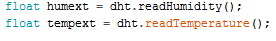 float humext = dht.readHumidity();
float tempext = dht.readTemperature();